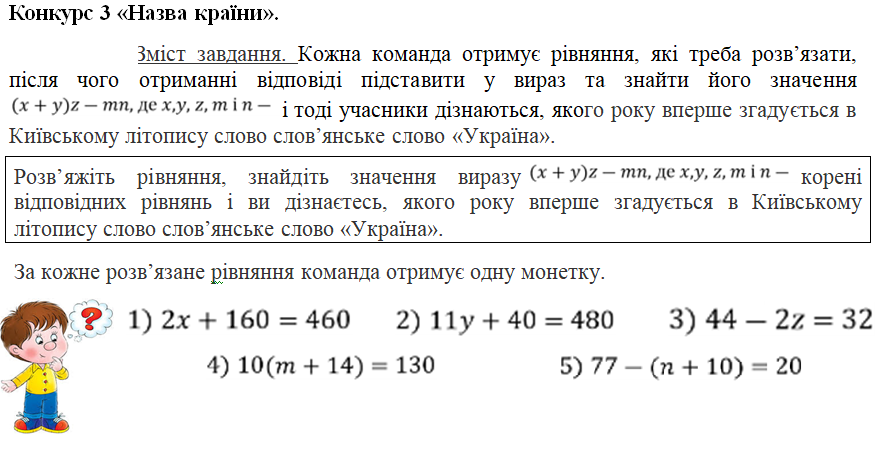 Конкурс 3 «Назва країни».
Зміст завдання. Кожна команда отримує рівняння, які треба розв’язати,
після чого отриманні відповіді підставити у вираз та знайти його значення
(x + y)z − mn, де x,y, z, m і n − і тоді учасники дізнаються, якого року вперше згадується в
Київському літопису слово слов’янське слово «Україна».
Розв’яжіть рівняння, знайдіть значення виразу (x + y)z − mn, де x,y, z, m і n − корені
відповідних рівнянь і ви дізнаєтесь, якого року вперше згадується в Київському
літопису слово слов’янське слово «Україна».
За кожне розв’язане рівняння команда отримує одну монетку.
?
1) 2x + 160 = 460 2) 11y + 40 = 480 3) 44 − 2z = 32
4) 10(m + 14) = 130 5) 77 − (n + 10) = 20